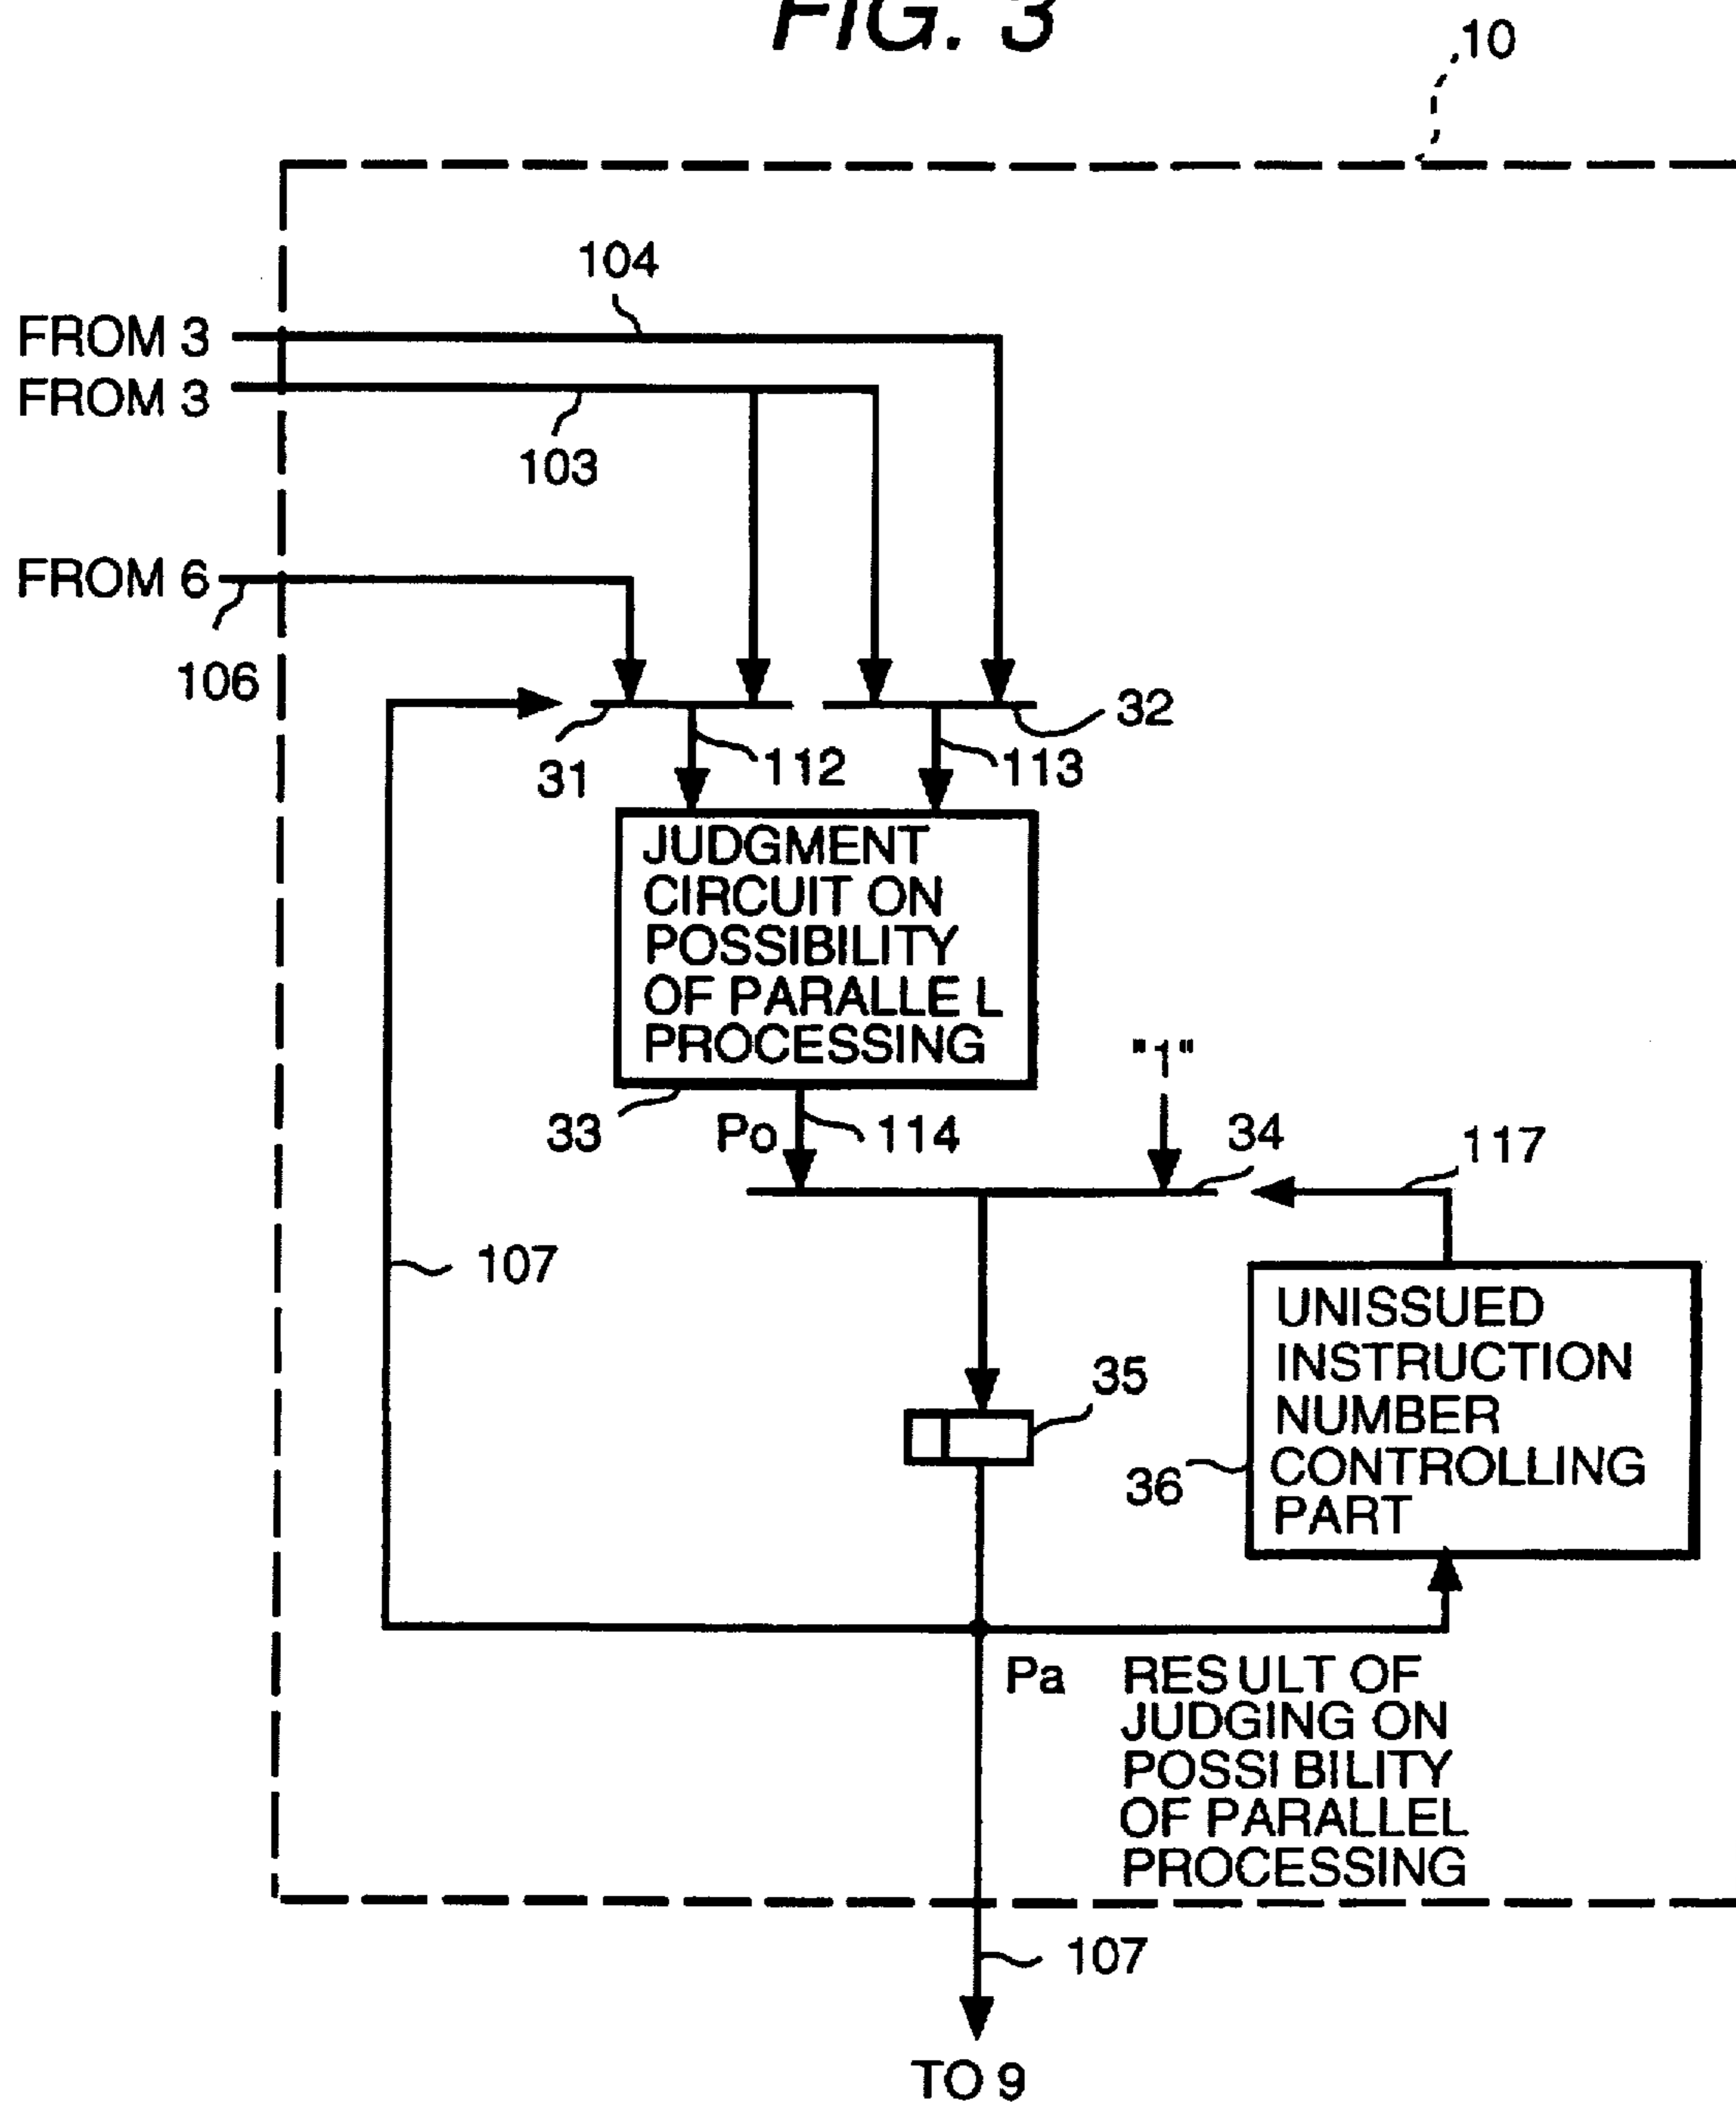 FIG. 3
10
104
FROM 3
FROM 3
103
FROM 6
106
31
112
113
32
JUDGMENT
CIRCUIT ON
POSSIBILITY
OF PARALLE L
PROCESSING
"1"
33
Po
114
34
117
107
UNISSUED
INSTRUCTION
NUMBER
CONTROLLING
PART
35
36
Pa
RESULT OF
JUDGING ON
POSSI BILITY
OF PARALLEL
PROCESSING
107
TO 9